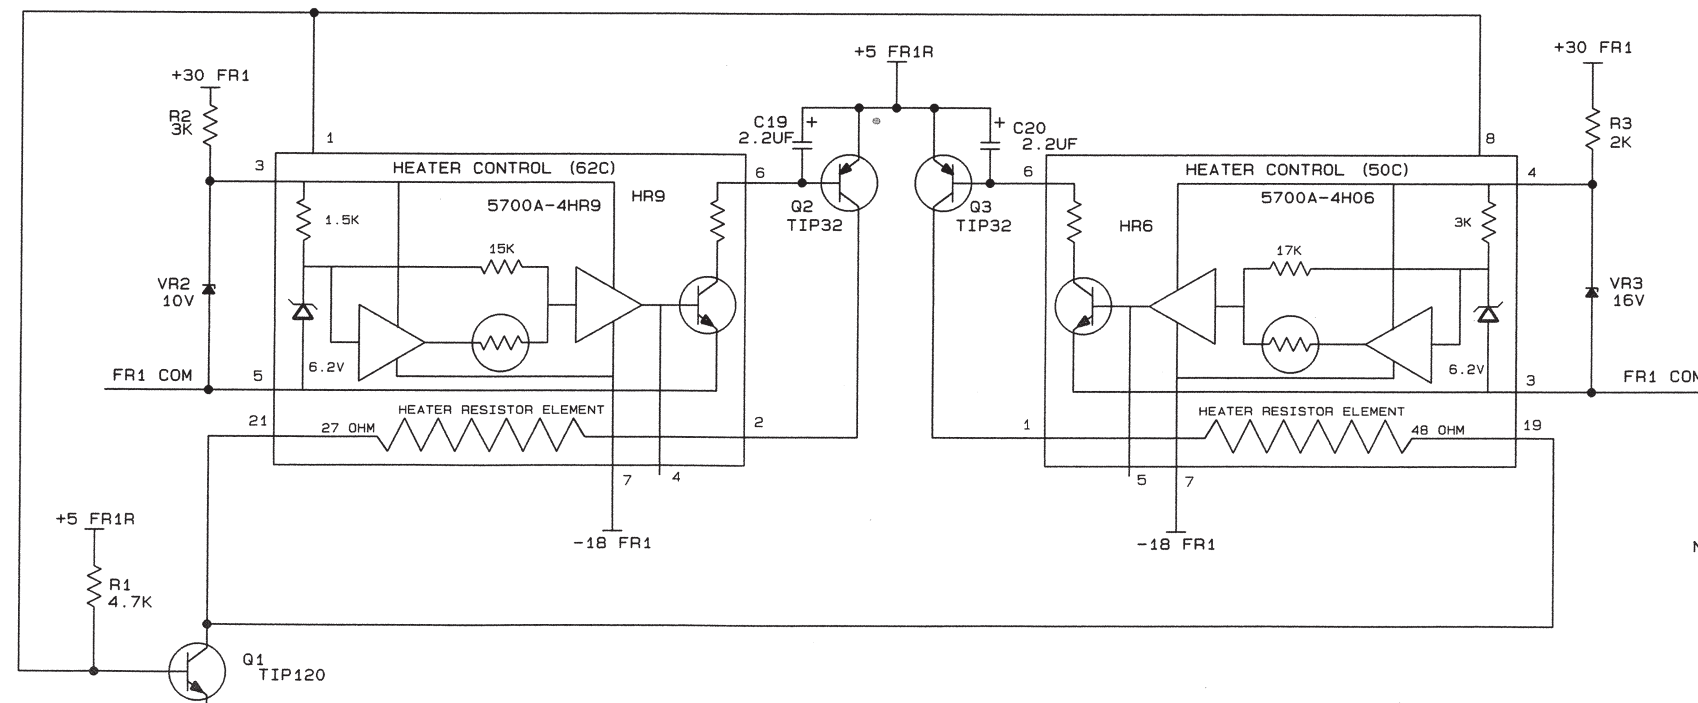 +5 FR1R
+30 FR1
+30 FR1
R2
3K
C19
+
2.2UF
+
C20
2.2UF
R3
2K
1
8
3
HEATER CONTROL (62C)
6
6
HEATER CONTROL (50C)
4
HR9
5700A-4HR9
5700A-4H06
1.5K
Q2
TIP32
Q3
TIP32
HR6
3K
15K
17K
VR2
10V
VR3
16V
6.2V
6.2V
FR1 COM
5
3
FR1 COM
21
HEATER RESISTOR ELEMENT
27 OHM
2
1
HEATER RESISTOR ELEMENT
48 OHM
19
7
4
5
7
-18 FR1
-18 FR1
+5 FR1R
R1
4.7K
Q1
TIP120